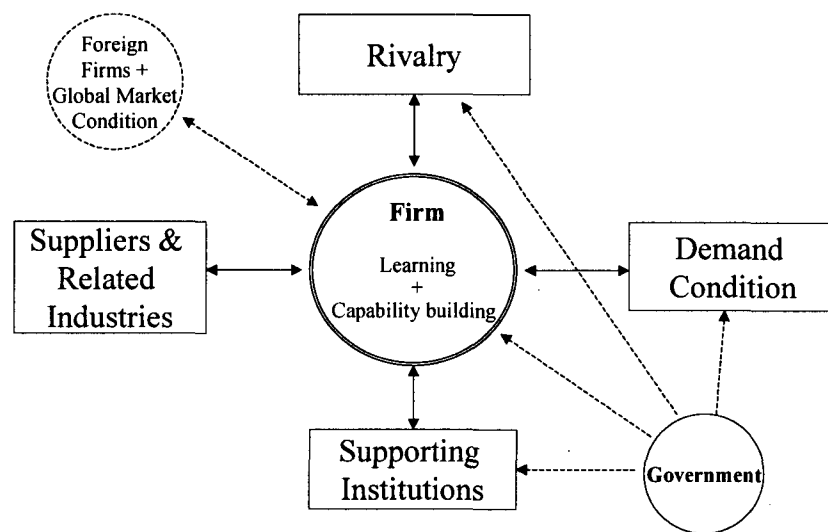 Foreign
Firms +
Global Market
Condition
Rivalry
Firm
Learning
+
Capability building
Suppliers &
Related
Industries
Demand
Condition
Supporting
Institutions
Government